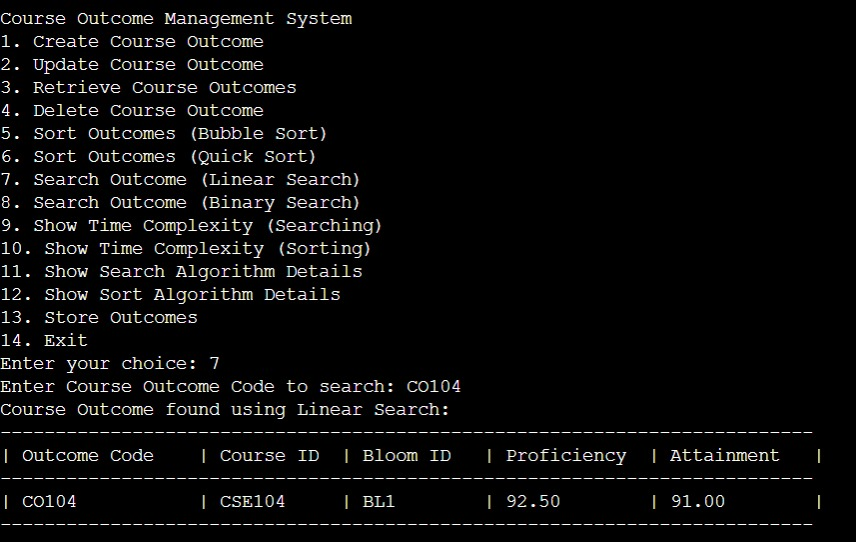 Course Outcome Management System
1. Create Course Outcome
2. Update Course Outcome
3. Retrieve Course Outcomes
4. Delete Course Outcome
5. Sort Outcomes (Bubble Sort)
6. Sort Outcomes (Quick Sort)
7. Search Outcome (Linear Search)
8. Search Outcome (Binary Search)
9. Show Time Complexity (Searching)
10. Show Time Complexity (Sorting)
11. Show Search Algorithm Details
12. Show Sort Algorithm Details
13. Store Outcomes
14. Exit
Enter your choice: 7
Enter Course Outcome Code to search: CO104
Course Outcome found using Linear Search:
--------------------------------------------------------------------------
| Outcome Code    | Course ID  | Bloom ID   | Proficiency  | Attainment   |
--------------------------------------------------------------------------
| CO104           | CSE104     | BL1        | 92.50        | 91.00        |
--------------------------------------------------------------------------